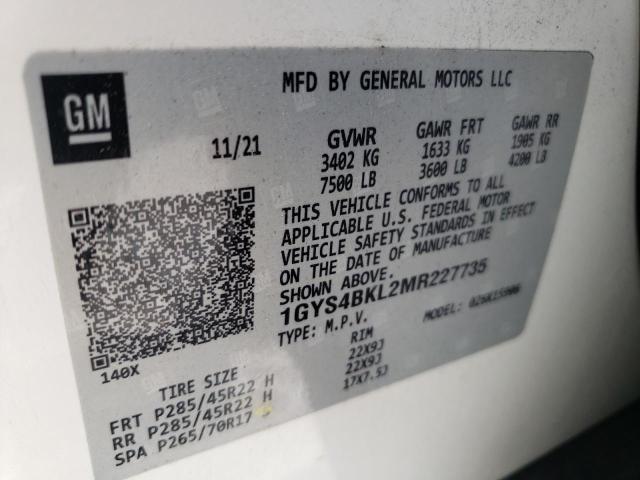 GM
MFD BY GENERAL MOTORS LLC
11/21
GVWR GAWR FRT GAWR RR
3402 KG 1633 KG 1905 KG
7500 LB 3600 LB 4200 LB
THIS VEHICLE CONFORMS TO ALL
APPLICABLE U.S. FEDERAL MOTOR
VEHICLE SAFETY STANDARDS IN EFFECT
ON THE DATE OF MANUFACTURE
SHOWN ABOVE.
1GYS4BKL2MR227735
TYPE: M.P.V. MODEL:
140X
TIRE SIZE RIM
FRT P285/45R22 H 22X9J
RR P285/45R22 H 22X9J
SPA P265/70R17 17X7.5J